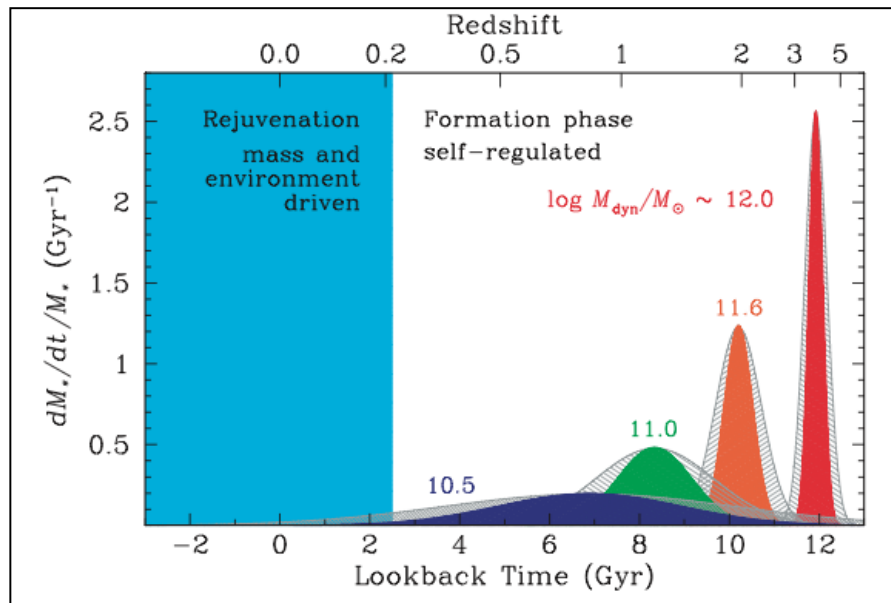 Redshift
0.0 0.2 0.5 1 2 3 5
Rejuvenation
mass and
environment
driven
Formation phase
self-regulated
log M_dyn/M_⊙ ~ 12.0
11.6
11.0
10.5
2.5
2
1.5
1
0.5
dM_*/dt/M_* (Gyr⁻¹)
−2 0 2 4 6 8 10 12
Lookback Time (Gyr)